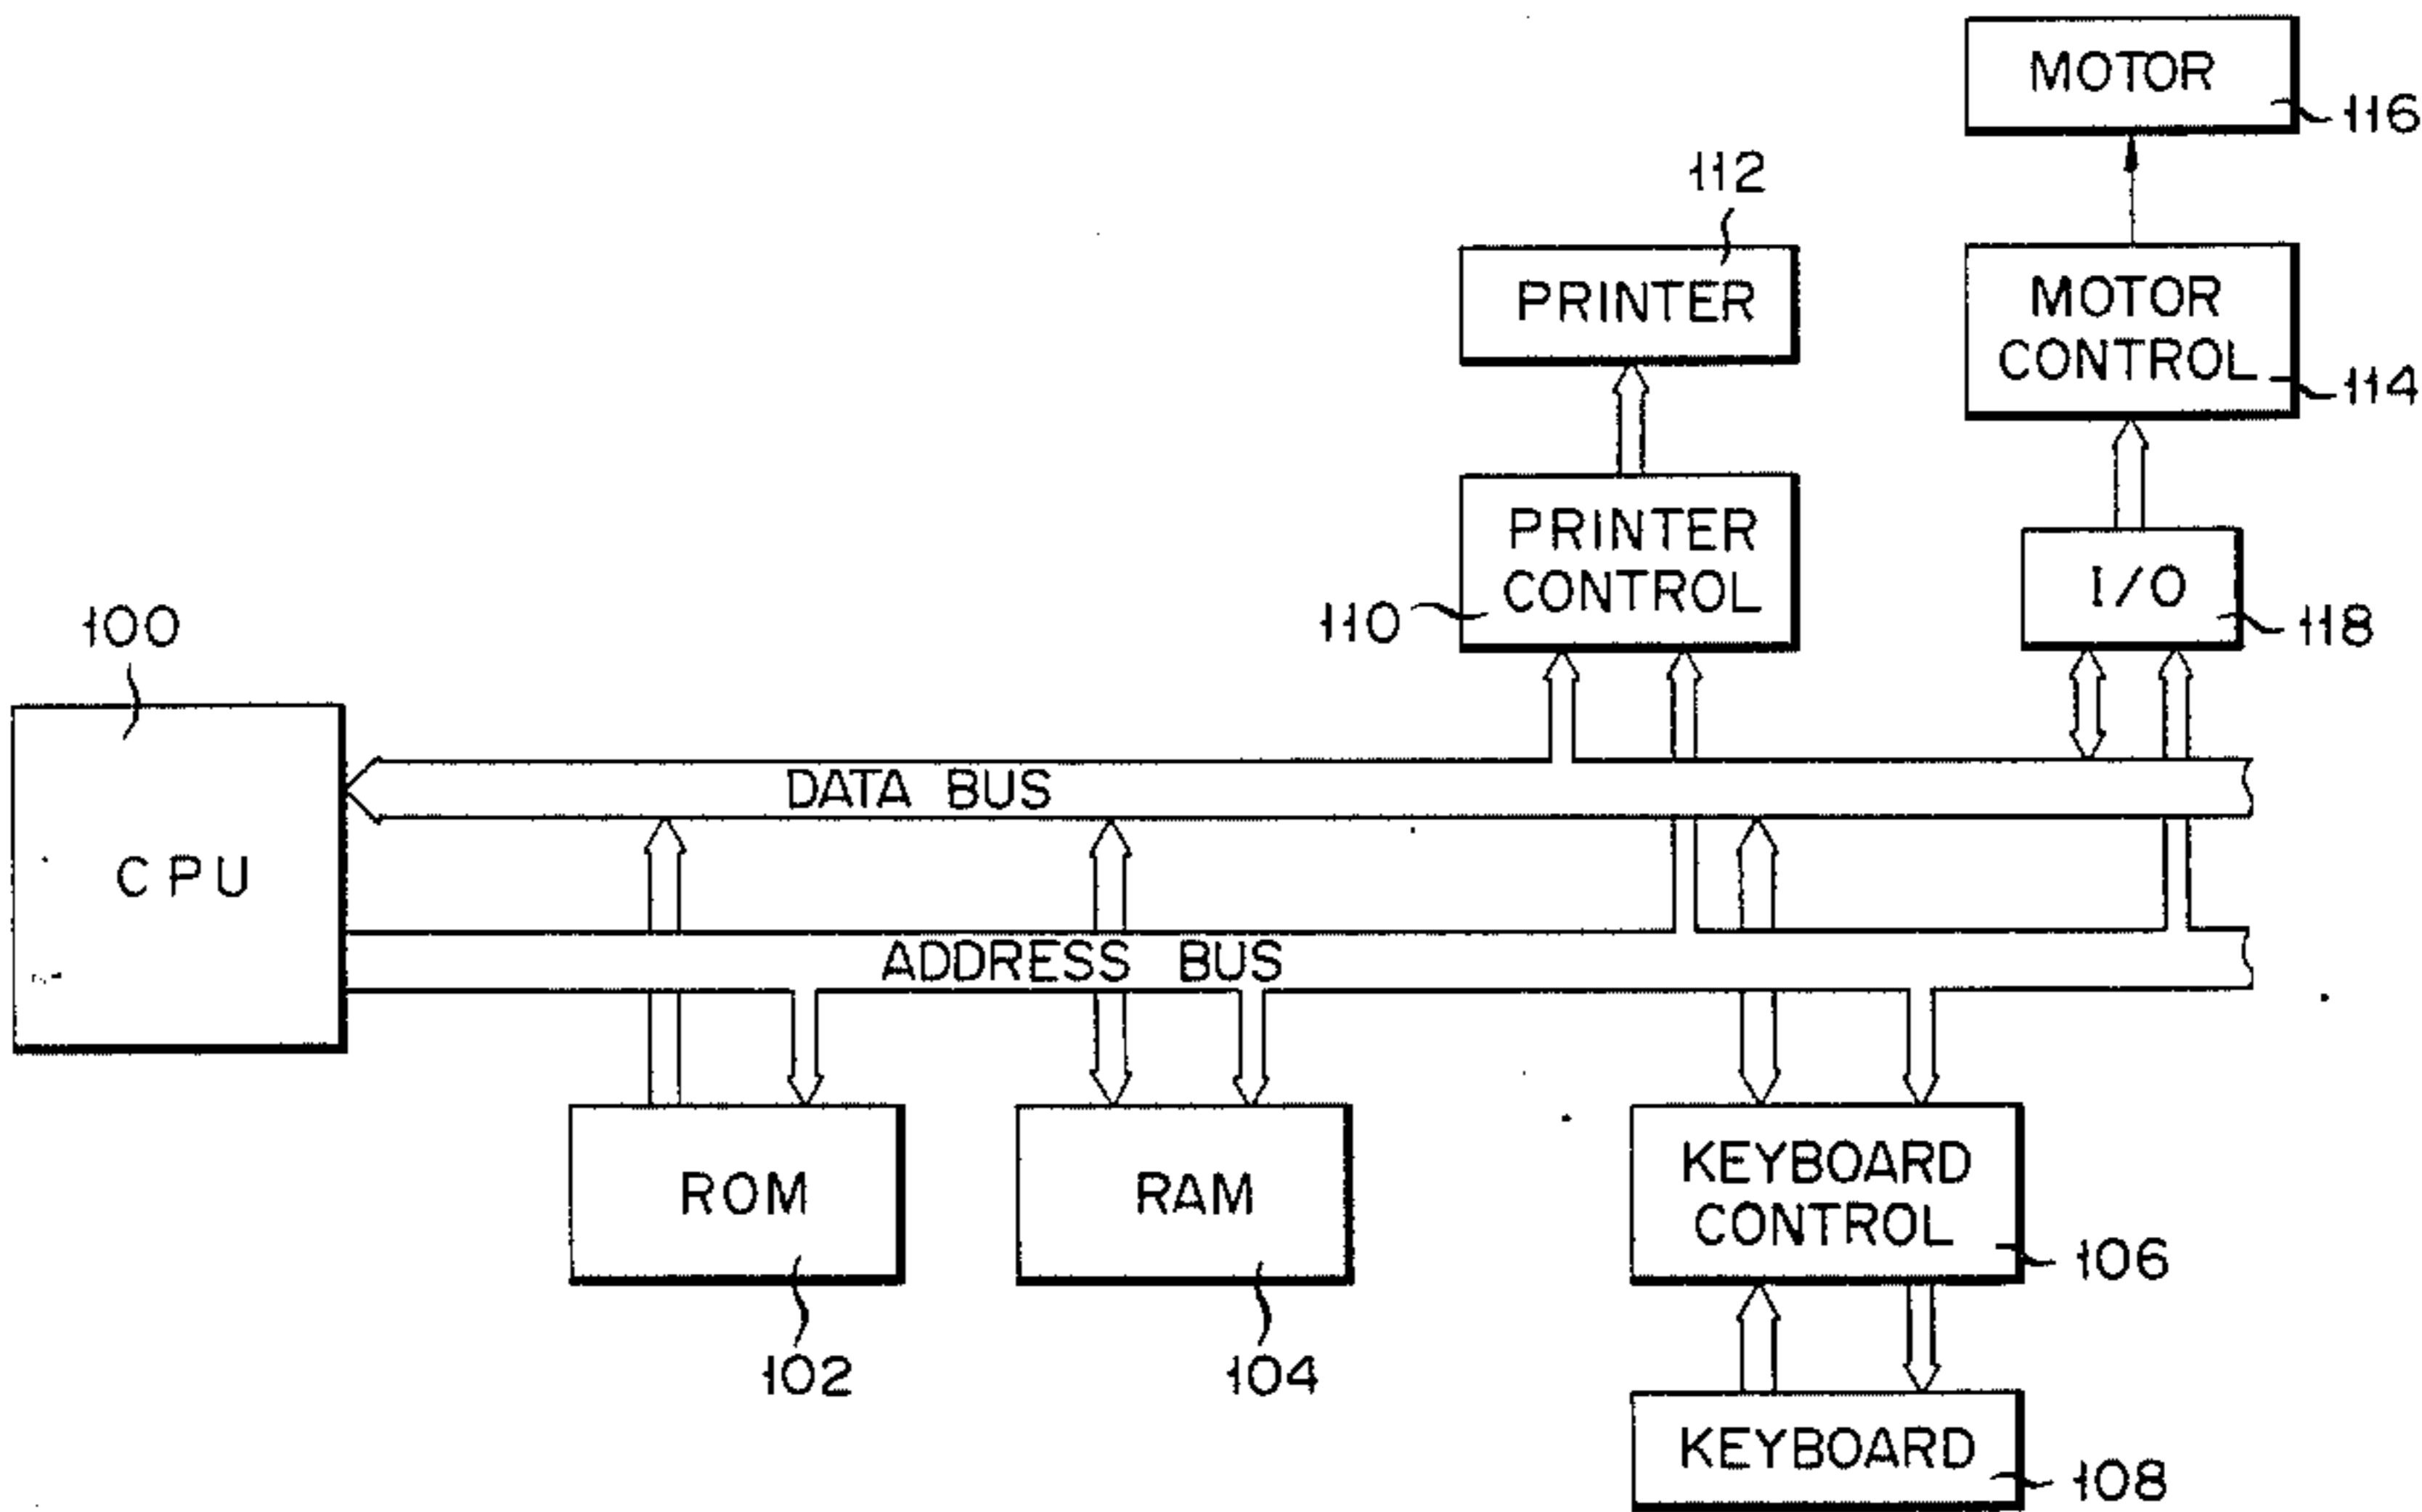 MOTOR
116
112
PRINTER
MOTOR
CONTROL
114
PRINTER
CONTROL
110
I/O
118
100
CPU
DATA BUS
ADDRESS BUS
ROM
102
RAM
104
KEYBOARD
CONTROL
106
KEYBOARD
108